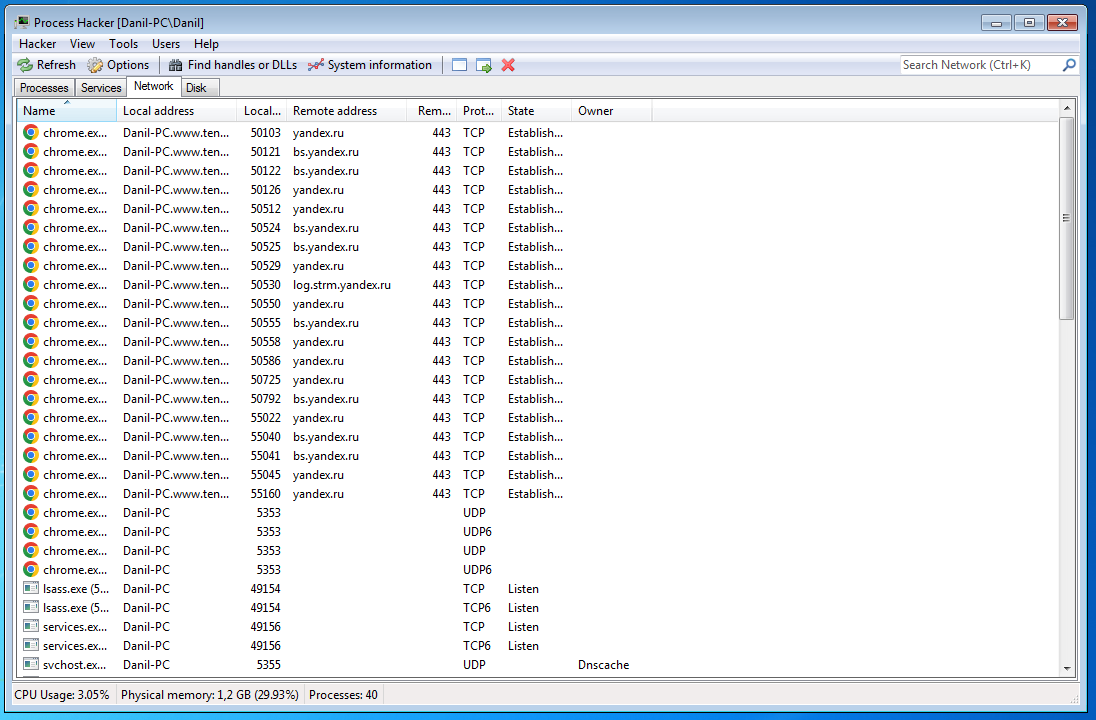 Process Hacker [Danil-PC\Danil]
Hacker View Tools Users Help
Refresh Options Find handles or DLLs System information Search Network (Ctrl+K)
Processes Services Network Disk
Name Local address Local... Remote address Rem... Prot... State Owner
chrome.ex... Danil-PC.www.ten... 50103 yandex.ru 443 TCP Establish...
chrome.ex... Danil-PC.www.ten... 50121 bs.yandex.ru 443 TCP Establish...
chrome.ex... Danil-PC.www.ten... 50122 bs.yandex.ru 443 TCP Establish...
chrome.ex... Danil-PC.www.ten... 50126 yandex.ru 443 TCP Establish...
chrome.ex... Danil-PC.www.ten... 50512 yandex.ru 443 TCP Establish...
chrome.ex... Danil-PC.www.ten... 50524 bs.yandex.ru 443 TCP Establish...
chrome.ex... Danil-PC.www.ten... 50525 bs.yandex.ru 443 TCP Establish...
chrome.ex... Danil-PC.www.ten... 50529 yandex.ru 443 TCP Establish...
chrome.ex... Danil-PC.www.ten... 50530 log.strm.yandex.ru 443 TCP Establish...
chrome.ex... Danil-PC.www.ten... 50550 yandex.ru 443 TCP Establish...
chrome.ex... Danil-PC.www.ten... 50555 bs.yandex.ru 443 TCP Establish...
chrome.ex... Danil-PC.www.ten... 50558 yandex.ru 443 TCP Establish...
chrome.ex... Danil-PC.www.ten... 50586 yandex.ru 443 TCP Establish...
chrome.ex... Danil-PC.www.ten... 50725 yandex.ru 443 TCP Establish...
chrome.ex... Danil-PC.www.ten... 50792 bs.yandex.ru 443 TCP Establish...
chrome.ex... Danil-PC.www.ten... 55022 yandex.ru 443 TCP Establish...
chrome.ex... Danil-PC.www.ten... 55040 bs.yandex.ru 443 TCP Establish...
chrome.ex... Danil-PC.www.ten... 55041 bs.yandex.ru 443 TCP Establish...
chrome.ex... Danil-PC.www.ten... 55045 yandex.ru 443 TCP Establish...
chrome.ex... Danil-PC.www.ten... 55160 yandex.ru 443 TCP Establish...
chrome.ex... Danil-PC 5353 UDP
chrome.ex... Danil-PC 5353 UDP6
chrome.ex... Danil-PC 5353 UDP
chrome.ex... Danil-PC 5353 UDP6
lsass.exe (5... Danil-PC 49154 TCP Listen
lsass.exe (5... Danil-PC 49154 TCP6 Listen
services.ex... Danil-PC 49156 TCP Listen
services.ex... Danil-PC 49156 TCP6 Listen
svchost.ex... Danil-PC 5355 UDP Dnscache
CPU Usage: 3.05% Physical memory: 1,2 GB (29.93%) Processes: 40